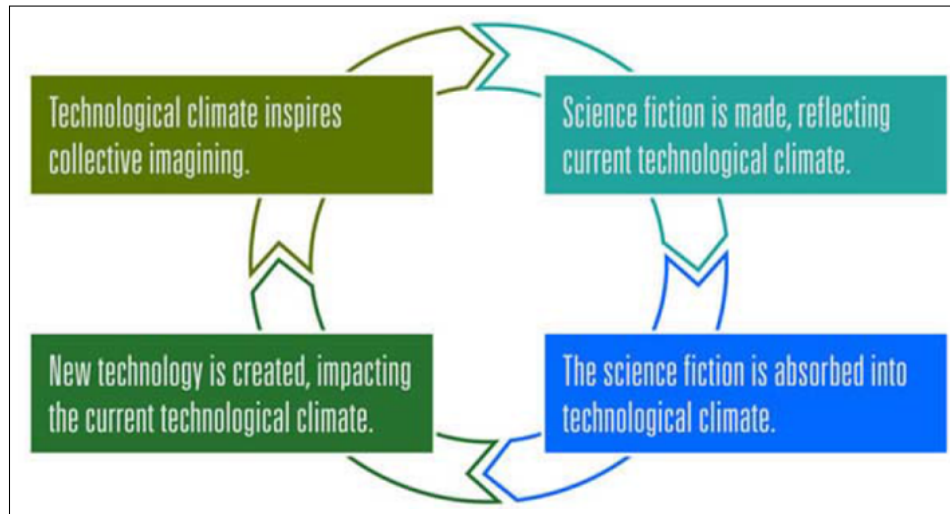 Technological climate inspires
collective imagining.
Science fiction is made, reflecting
current technological climate.
New technology is created, impacting
the current technological climate.
The science fiction is absorbed into
technological climate.